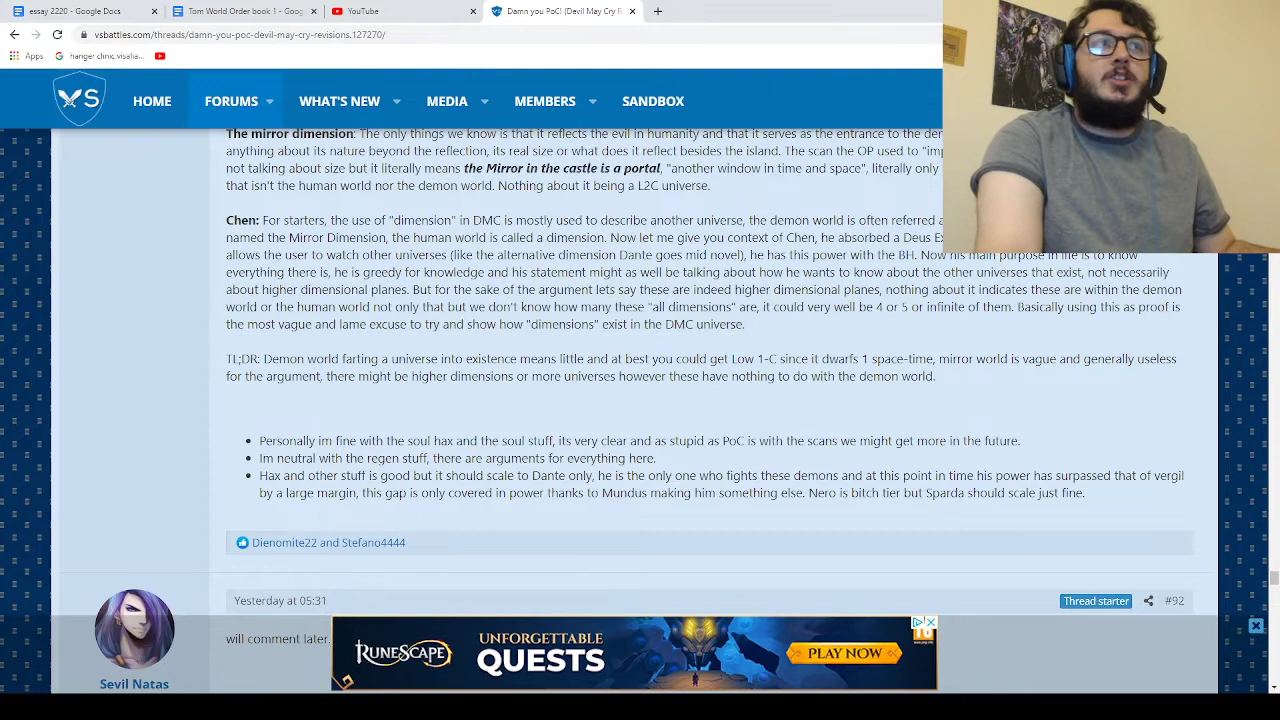 essay 2220 - Google Docs
Tom World Order book 1 - Goog
YouTube
Damn you PoC! (Devil May Cry R
vsbattles.com/threads/damn-you-poc-devil-may-cry-revisions.127270/
Apps
hanger clinic visalia...
VS
HOME
FORUMS
WHAT'S NEW
MEDIA
MEMBERS
SANDBOX
The mirror dimension: The only things we know is that it reflects the evil in humanity and that it serves as the entrance to the der
anything about its nature beyond the reflection, its real size or what does it reflect besides the island. The scan the OP used to "imp
not talking about size but it literally means the Mirror in the castle is a portal, "another window in time and space", literally only
that isn't the human world nor the demon world. Nothing about it being a L2C universe.
Chen: For starters, the use of "dimension" in DMC is mostly used to describe another universe, the demon world is often referred a
named the Mirror Dimension, the human world is called a dimension. Now let me give you context of Chen, he absorbed a Deus Ex
allows the user to watch other universes (like the alternative dimension Dante goes mid novel), he has this power with the BH. Now his main purpose in life is to know
everything there is, he is greedy for knowledge and his statement might as well be talking about how he wants to know about the other universes that exist, not necessarily
about higher dimensional planes. But for the sake of the argument lets say these are in fact higher dimensional planes, nothing about it indicates these are within the demon
world or the human world not only that but we don't know how many these "all dimensions" are, it could very well be 4 or 5 or infinite of them. Basically using this as proof is
the most vague and lame excuse to try and show how "dimensions" exist in the DMC universe.
TL;DR: Demon world farting a universe into existence means little and at best you could get Low 1-C since it dwarfs 1 space-time, mirror world is vague and generally useless
for the argument, there might be higher dimensions or more universes however these have nothing to do with the demon world.
Personally im fine with the soul hax and the soul stuff, its very clear and as stupid as PoC is with the scans we might get more in the future.
Im neutral with the regen stuff, there are arguments for everything here.
Hax and other stuff is good but it should scale to Dante only, he is the only one who fights these demons and at this point in time his power has surpassed that of vergil
by a large margin, this gap is only covered in power thanks to Mundus making him something else. Nero is bitch tier but Sparda should scale just fine.
Dienomite22 and Stefano4444
Yesterday at 05:31
Thread starter
#92
will comment later.
Sevil Natas
RUNESCAPE
UNFORGETTABLE
QUESTS
PLAY NOW